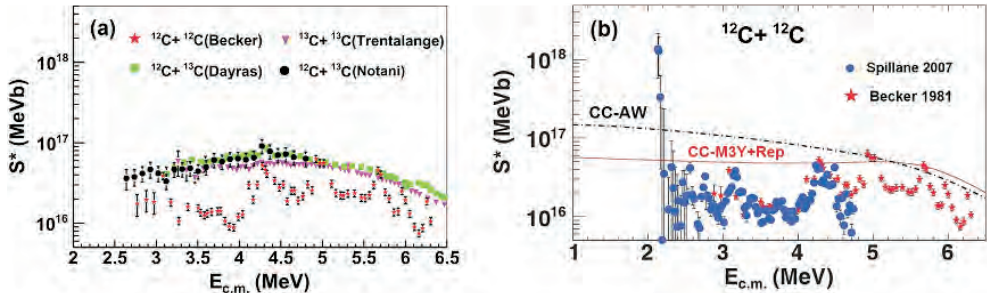 (a)
¹²C+ ¹²C(Becker) ¹³C+ ¹³C(Trentalange)
¹²C+ ¹³C(Dayras) ¹²C+ ¹³C(Notani)
S* (MeVb)
10¹⁸
10¹⁷
10¹⁶
2 2.5 3 3.5 4 4.5 5 5.5 6 6.5
E_c.m. (MeV)
(b) ¹²C+ ¹²C
Spillane 2007
Becker 1981
CC-AW
CC-M3Y+Rep
S* (MeVb)
10¹⁸
10¹⁷
10¹⁶
1 2 3 4 5 6
E_c.m. (MeV)